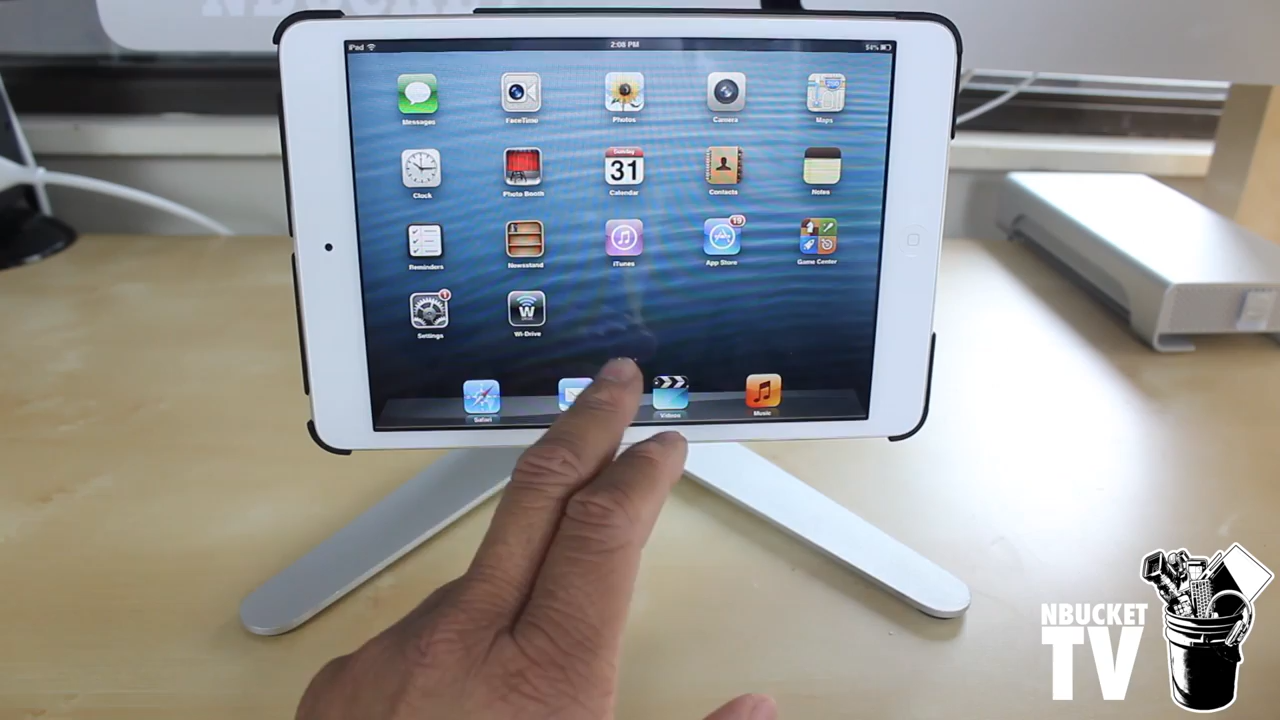 NBUCKET
iPad
2:08 PM
54%
Messages
FaceTime
Photos
Camera
Maps
Clock
Photo Booth
Sunday
31
Calendar
Contacts
Notes
Reminders
Newsstand
iTunes
19
App Store
Game Center
1
Settings
W
Wi-Drive
Safari
Videos
Music
NBUCKET
TV